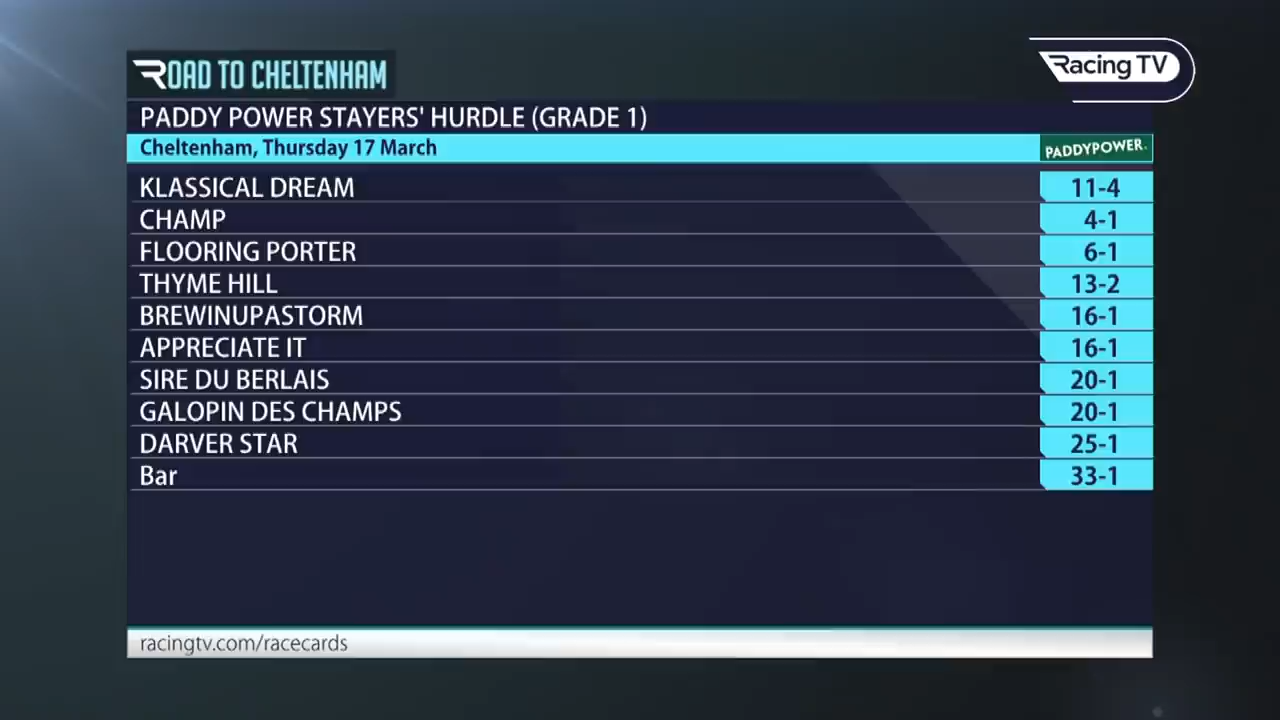 ROAD TO CHELTENHAM
Racing TV
PADDY POWER STAYERS' HURDLE (GRADE 1)
Cheltenham, Thursday 17 March
PADDYPOWER.
KLASSICAL DREAM 11-4
CHAMP 4-1
FLOORING PORTER 6-1
THYME HILL 13-2
BREWINUPASTORM 16-1
APPRECIATE IT 16-1
SIRE DU BERLAIS 20-1
GALOPIN DES CHAMPS 20-1
DARVER STAR 25-1
Bar 33-1
racingtv.com/racecards